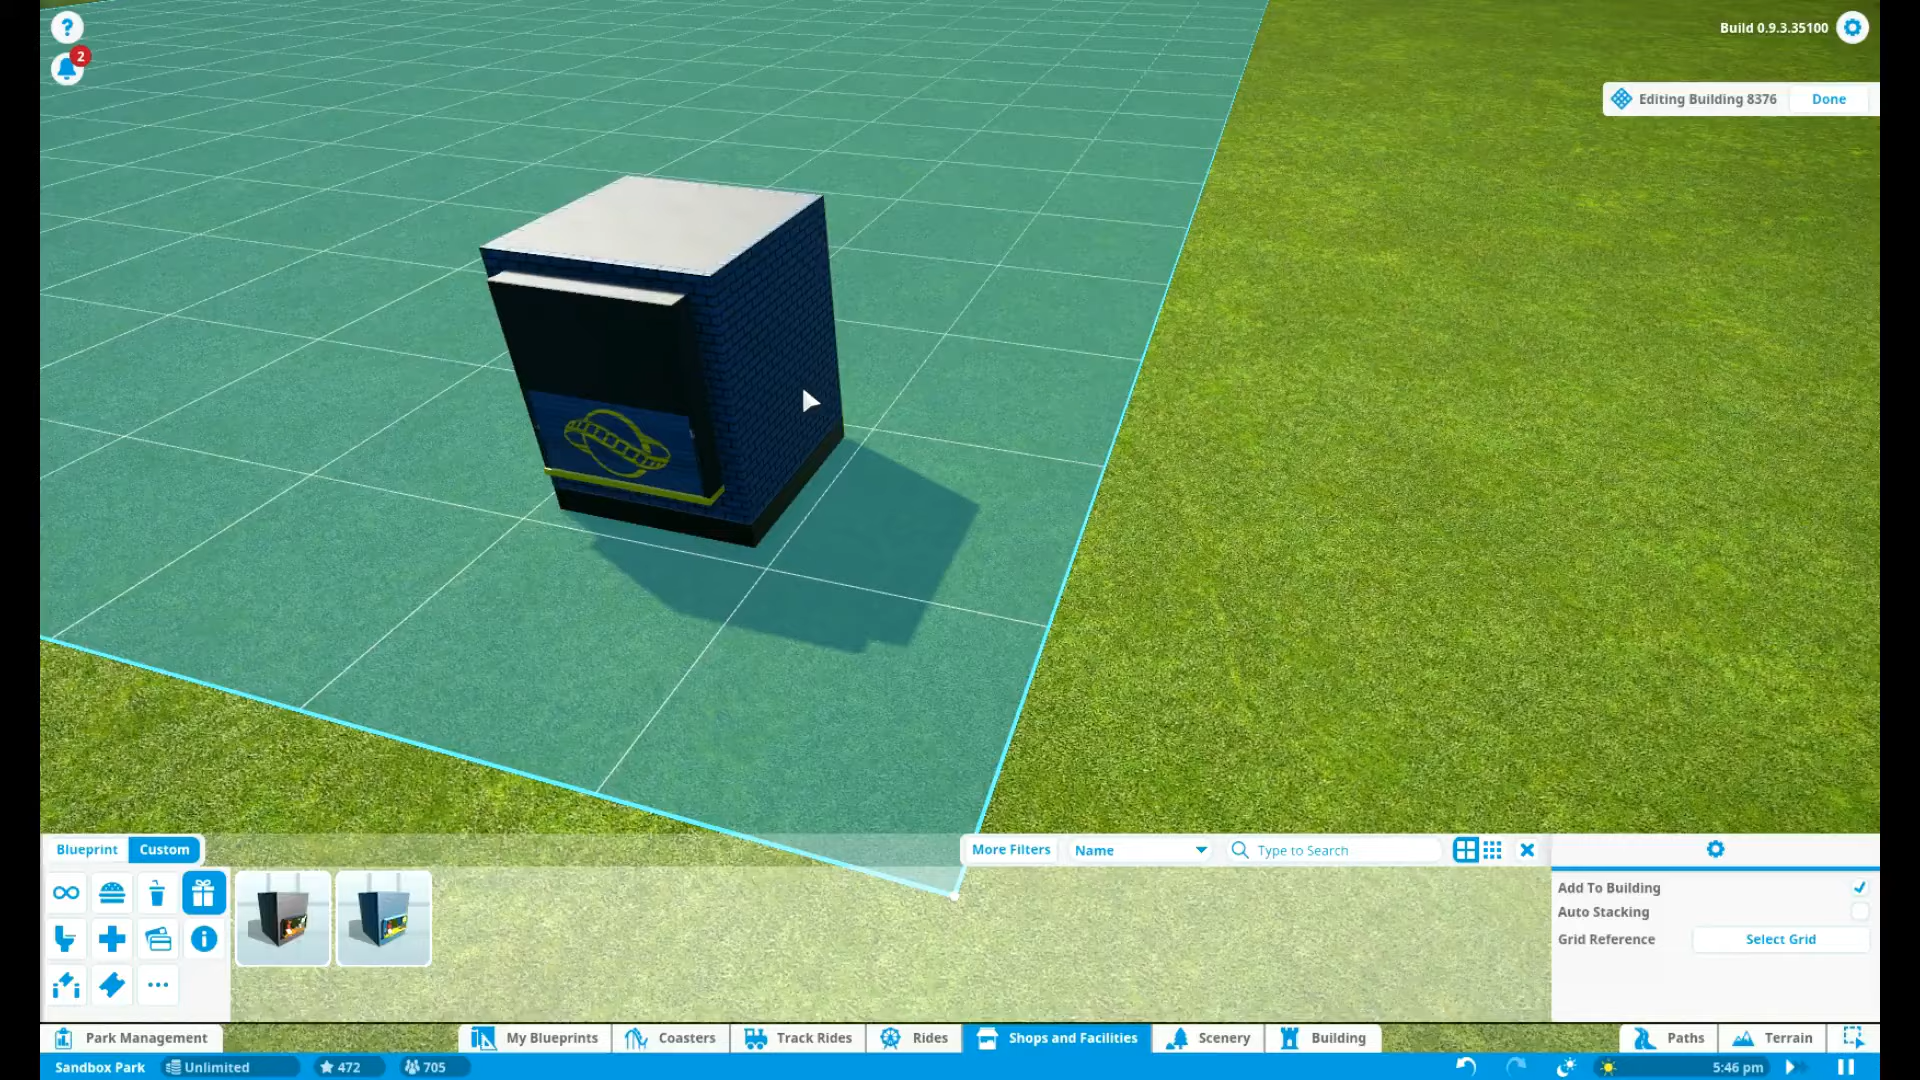 ?
2
Build 0.9.3.35100
Editing Building 8376 Done
Blueprint Custom
More Filters Name Type to Search
Add To Building
Auto Stacking
Grid Reference Select Grid
Park Management My Blueprints Coasters Track Rides Rides Shops and Facilities Scenery Building Paths Terrain
Sandbox Park Unlimited 472 705 5:46 pm